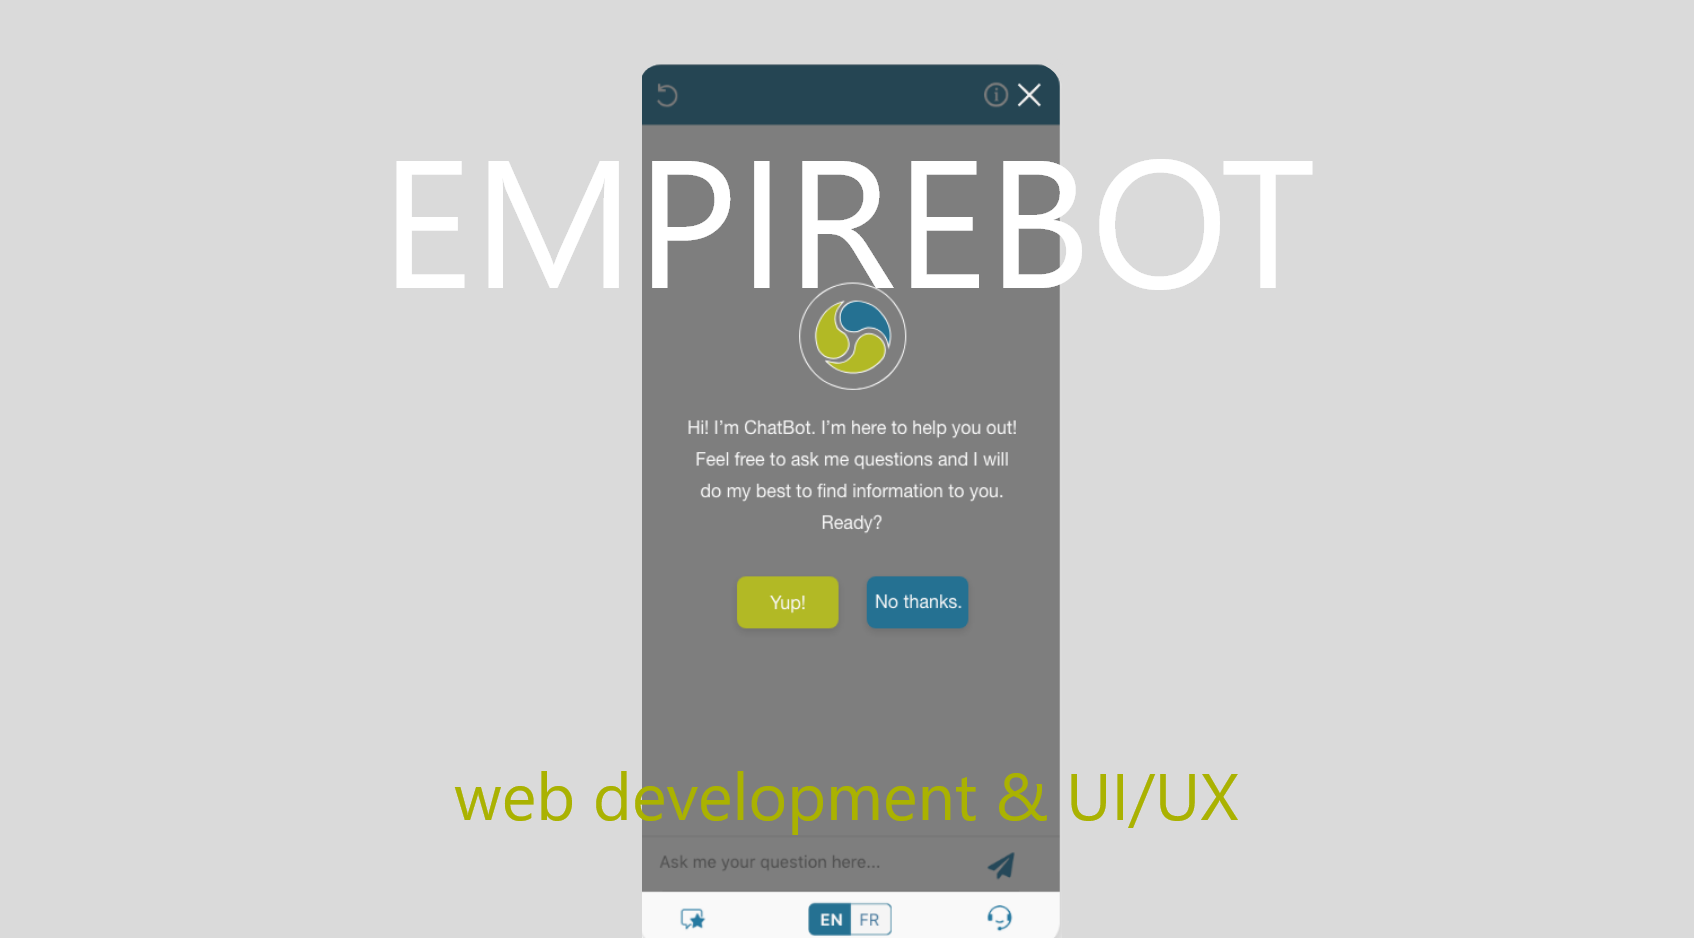 EMPIREBOT
Hi! I'm ChatBot. I'm here to help you out!
Feel free to ask me questions and I will
do my best to find information to you.
Ready?
Yup!
No thanks.
web development & UI/UX
Ask me your question here...
EN
FR